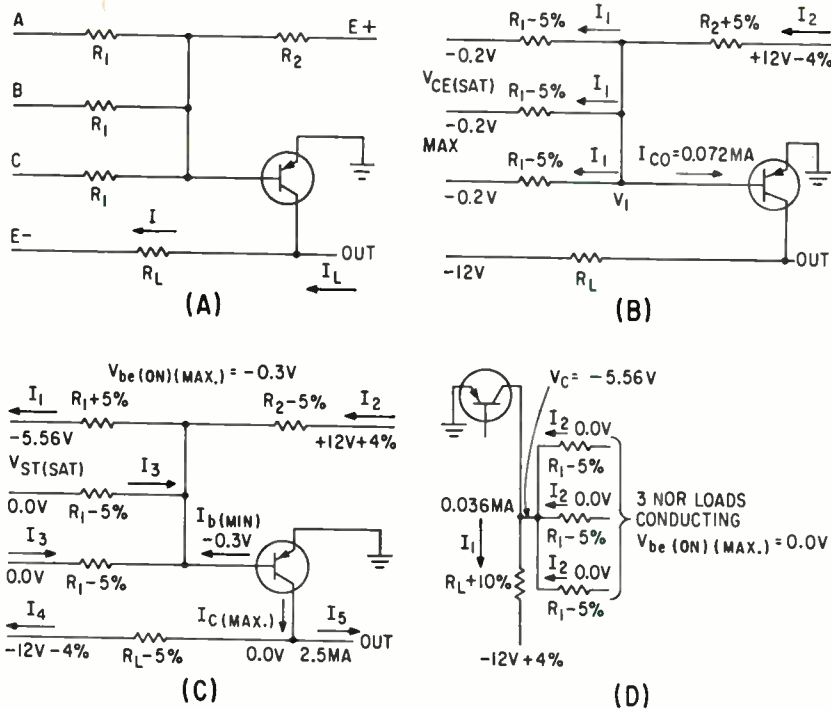 A
R1
R2
E+
B
R1
C
R1
E-
I
RL
OUT
IL
(A)
R1-5%
I1
R2+5%
I2
-0.2V
+12V-4%
VCE(SAT)
R1-5%
I1
-0.2V
MAX
R1-5%
I1
ICO=0.072MA
-0.2V
V1
-12V
RL
OUT
(B)
Vbe(ON)(MAX.) = -0.3V
I1
R1+5%
R2-5%
I2
-5.56V
+12V+4%
VST(SAT)
I3
0.0V
R1-5%
Ib(MIN)
-0.3V
I3
0.0V
R1-5%
I4
IC(MAX.)
I5
OUT
-12V-4%
RL-5%
0.0V
2.5MA
(C)
VC= -5.56V
I2 0.0V
R1-5%
0.036MA
I2 0.0V
R1-5%
3 NOR LOADS
CONDUCTING
Vbe(ON)(MAX.)=0.0V
I1
I2 0.0V
RL+10%
R1-5%
-12V+4%
(D)